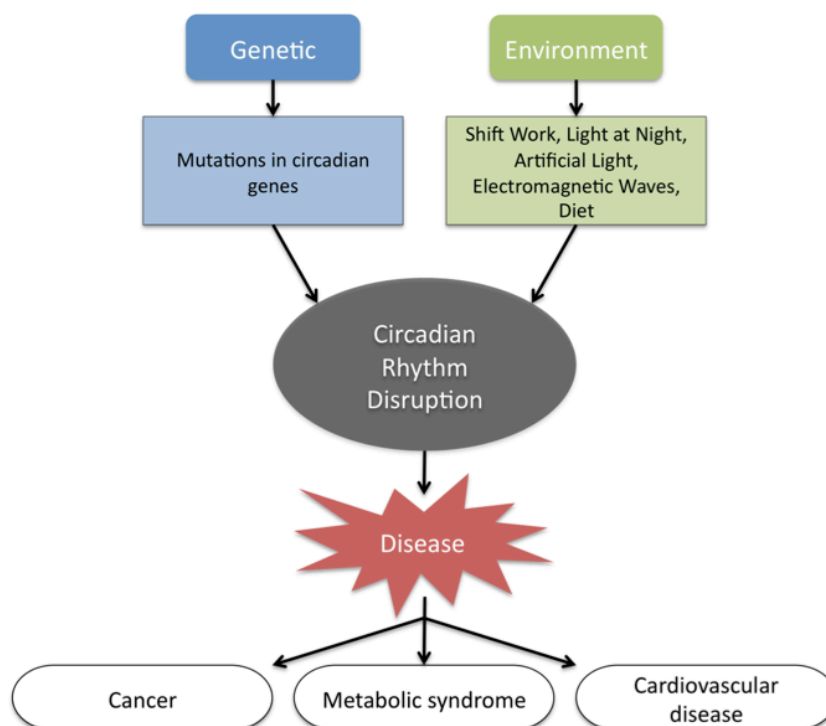 Genetic
Environment
Mutations in circadian
genes
Shift Work, Light at Night,
Artificial Light,
Electromagnetic Waves,
Diet
Circadian
Rhythm
Disruption
Disease
Cancer
Metabolic syndrome
Cardiovascular
disease